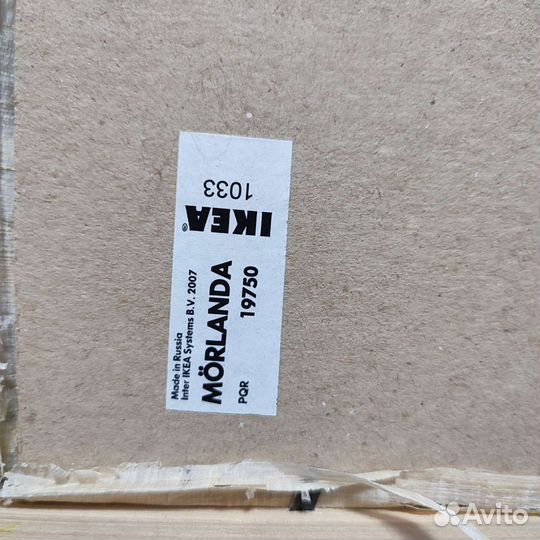 Made in Russia
Inter IKEA Systems B.V. 2007
MÖRLANDA
PQR 19750
IKEA®
1033
Avito